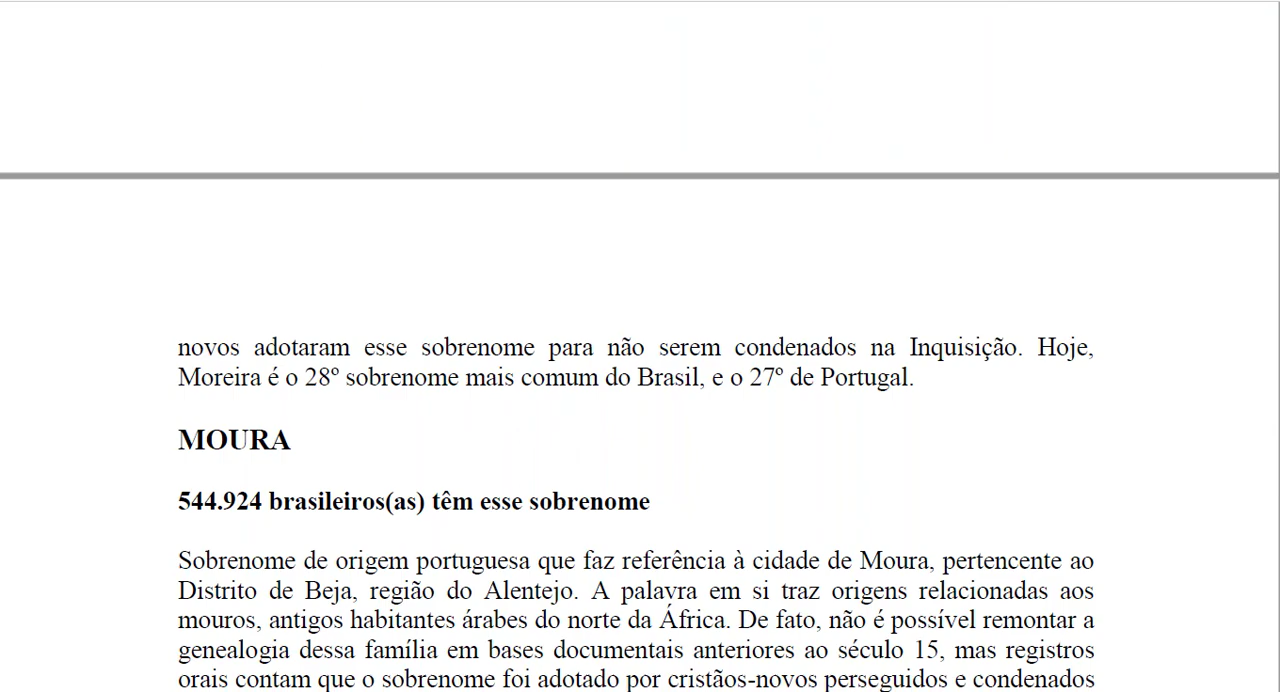 novos adotaram esse sobrenome para não serem condenados na Inquisição. Hoje,
Moreira é o 28º sobrenome mais comum do Brasil, e o 27º de Portugal.
MOURA
544.924 brasileiros(as) têm esse sobrenome
Sobrenome de origem portuguesa que faz referência à cidade de Moura, pertencente ao
Distrito de Beja, região do Alentejo. A palavra em si traz origens relacionadas aos
mouros, antigos habitantes árabes do norte da África. De fato, não é possível remontar a
genealogia dessa família em bases documentais anteriores ao século 15, mas registros
orais contam que o sobrenome foi adotado por cristãos-novos perseguidos e condenados